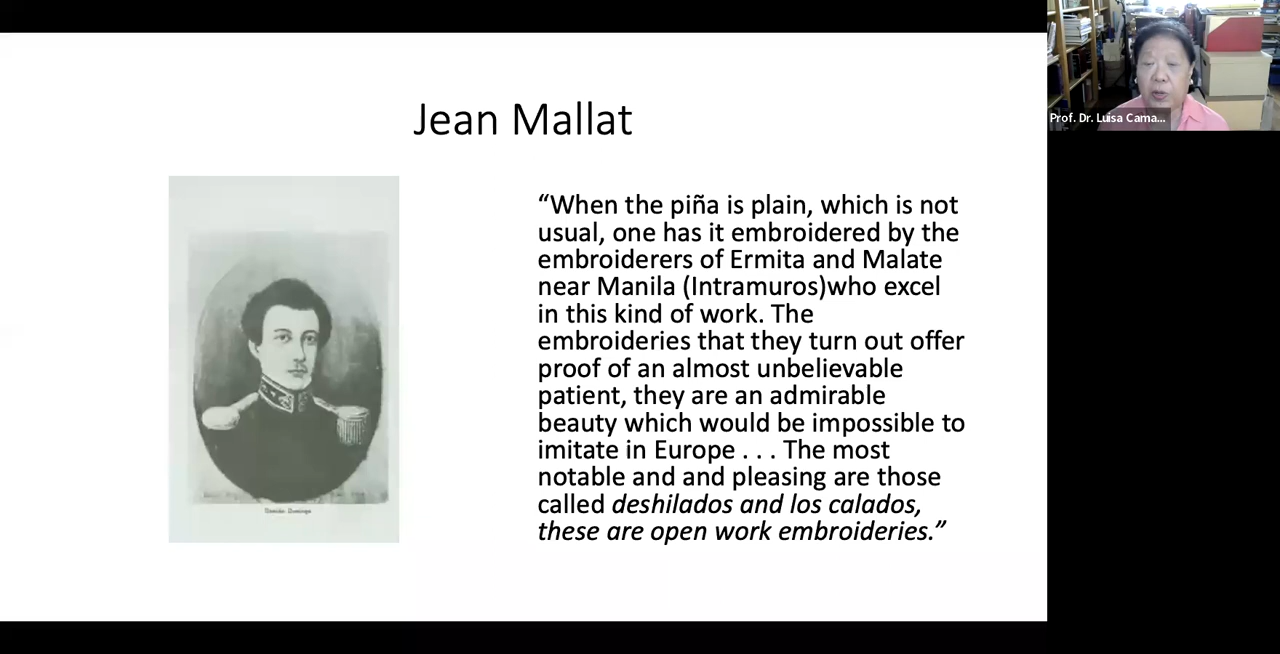 Jean Mallat
“When the piña is plain, which is not
usual, one has it embroidered by the
embroiderers of Ermita and Malate
near Manila (Intramuros)who excel
in this kind of work. The
embroideries that they turn out offer
proof of an almost unbelievable
patient, they are an admirable
beauty which would be impossible to
imitate in Europe . . . The most
notable and and pleasing are those
called deshilados and los calados,
these are open work embroideries.”
Domingo
Prof. Dr. Luisa Cama...